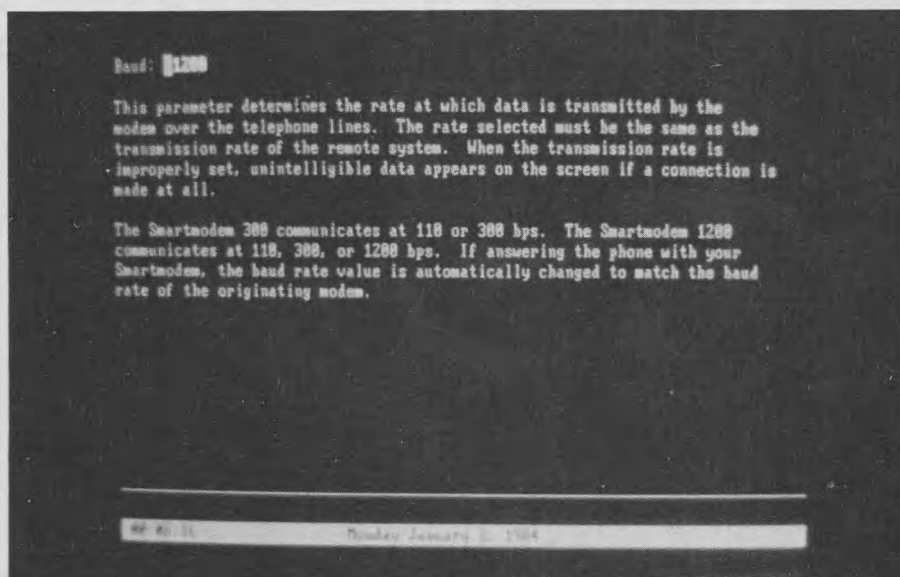 Baud: 1200
This parameter determines the rate at which data is transmitted by the
modem over the telephone lines. The rate selected must be the same as the
transmission rate of the remote system. When the transmission rate is
improperly set, unintelligible data appears on the screen if a connection is
made at all.
The Smartmodem 300 communicates at 110 or 300 bps. The Smartmodem 1200
communicates at 110, 300, or 1200 bps. If answering the phone with your
Smartmodem, the baud rate value is automatically changed to match the baud
rate of the originating modem.
Monday January 1984